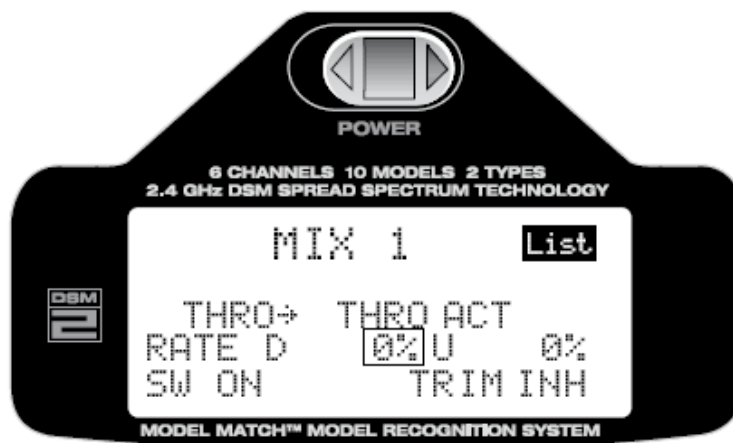 POWER
6 CHANNELS 10 MODELS 2 TYPES
2.4 GHz DSM SPREAD SPECTRUM TECHNOLOGY
MIX 1 List
DSM
2
THRO→ THRO ACT
RATE D 0% U 0%
SW ON TRIM INH
MODEL MATCH™ MODEL RECOGNITION SYSTEM